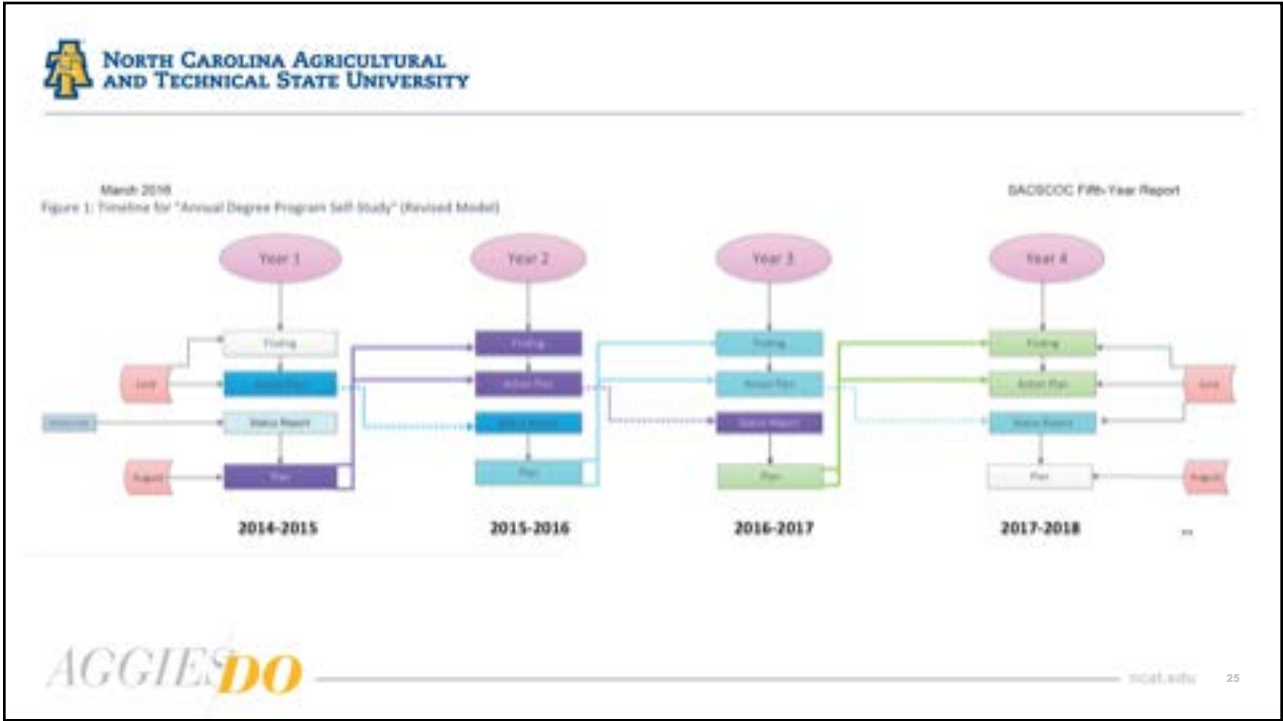 NORTH CAROLINA AGRICULTURAL
AND TECHNICAL STATE UNIVERSITY
March 2016
SACSCOC Fifth-Year Report
Figure 1: Timeline for "Annual Degree Program Self-Study" (Revised Model)
Year 1
Year 2
Year 3
Year 4
Finding
Finding
Finding
Finding
June
Action Plan
Action Plan
Action Plan
June
Status Report
Status Report
Status Report
August
Plan
Plan
Plan
Plan
August
2014-2015
2015-2016
2016-2017
2017-2018
...
AGGIES DO
ncat.edu
25